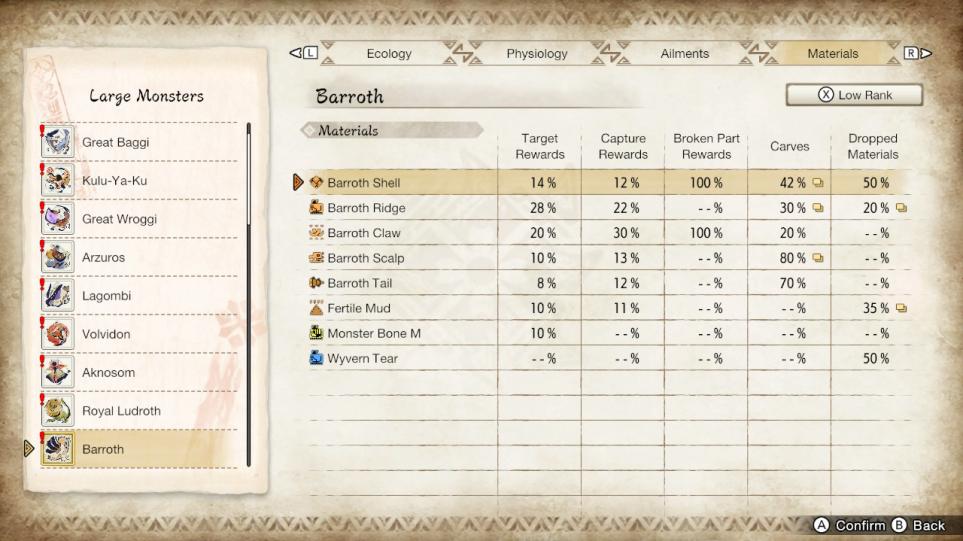 L Ecology Physiology Ailments Materials R
Large Monsters
Great Baggi
Kulu-Ya-Ku
Great Wroggi
Arzuros
Lagombi
Volvidon
Aknosom
Royal Ludroth
Barroth
Barroth
X Low Rank
Materials
Target Rewards Capture Rewards Broken Part Rewards Carves Dropped Materials
Barroth Shell 14 % 12 % 100 % 42 % 50 %
Barroth Ridge 28 % 22 % - - % 30 % 20 %
Barroth Claw 20 % 30 % 100 % 20 % - - %
Barroth Scalp 10 % 13 % - - % 80 % - - %
Barroth Tail 8 % 12 % - - % 70 % - - %
Fertile Mud 10 % 11 % - - % - - % 35 %
Monster Bone M 10 % - - % - - % - - % - - %
Wyvern Tear - - % - - % - - % - - % 50 %
A Confirm B Back